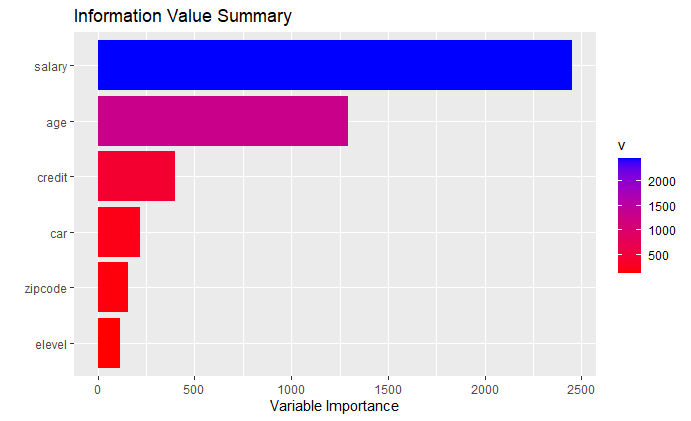 Information Value Summary
salary
age
credit
car
zipcode
elevel
0 500 1000 1500 2000 2500
Variable Importance
v
2000
1500
1000
500